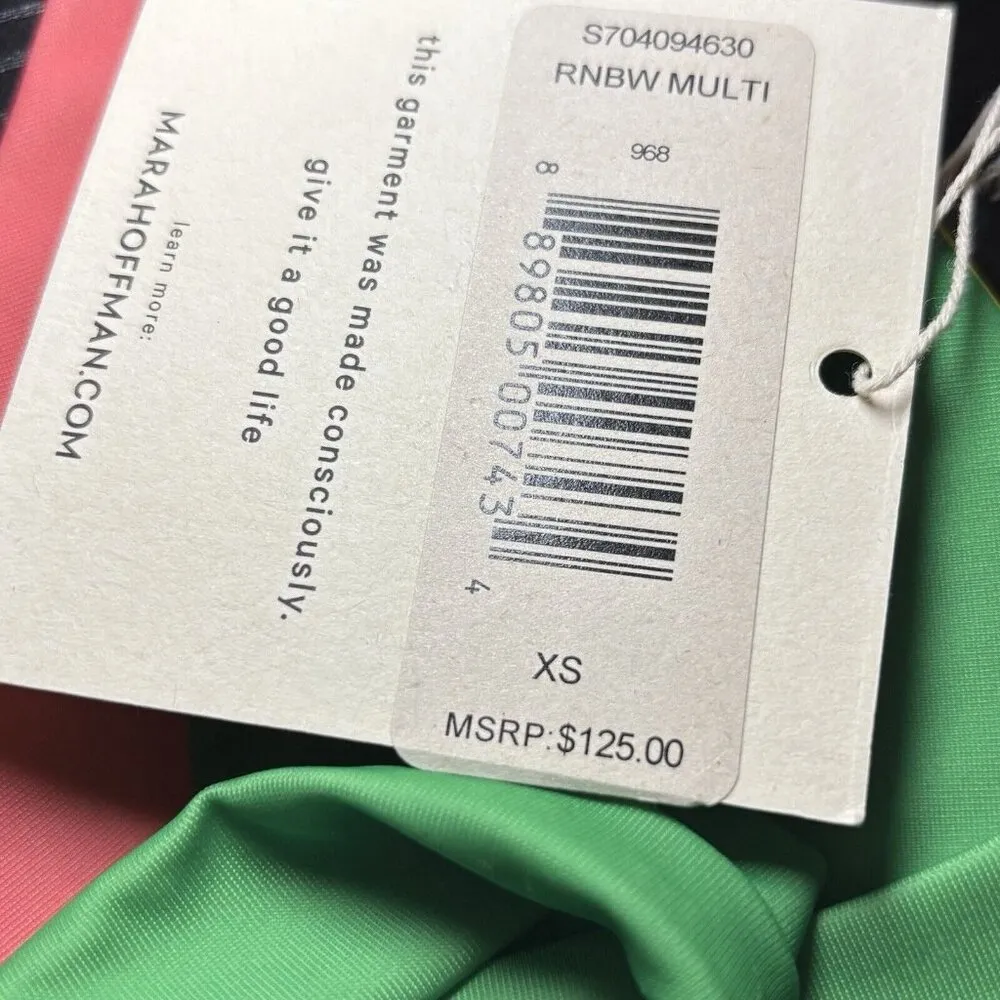 S704094630
RNBW MULTI
968
8 89805 00743 4
XS
MSRP:$125.00
this garment was made consciously.
give it a good life
learn more:
MARAHOFFMAN.COM